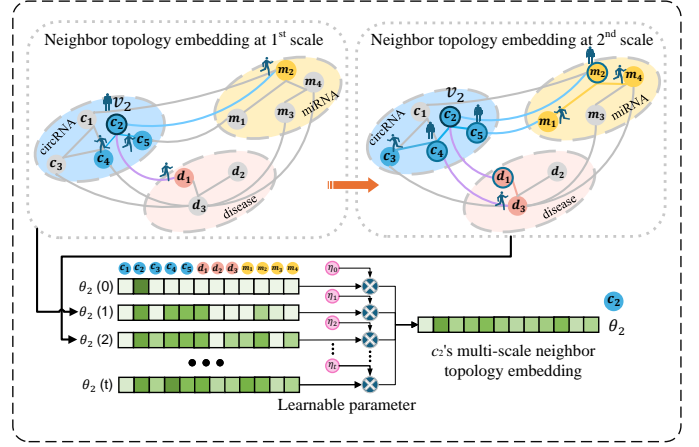 Neighbor topology embedding at 1st scale
Neighbor topology embedding at 2nd scale
circRNA
v₂
c₁
c₂
c₃
c₄
c₅
miRNA
m₁
m₂
m₃
m₄
d₁
d₂
d₃
disease
circRNA
v₂
c₁
c₂
c₃
c₄
c₅
miRNA
m₁
m₂
m₃
m₄
d₁
d₂
d₃
disease
c₁ c₂ c₃ c₄ c₅ d₁ d₂ d₃ m₁ m₂ m₃ m₄
θ₂ (0)
θ₂ (1)
θ₂ (2)
θ₂ (t)
η₀
η₁
η₂
ηₜ
Learnable parameter
c₂
θ₂
c₂'s multi-scale neighbor
topology embedding